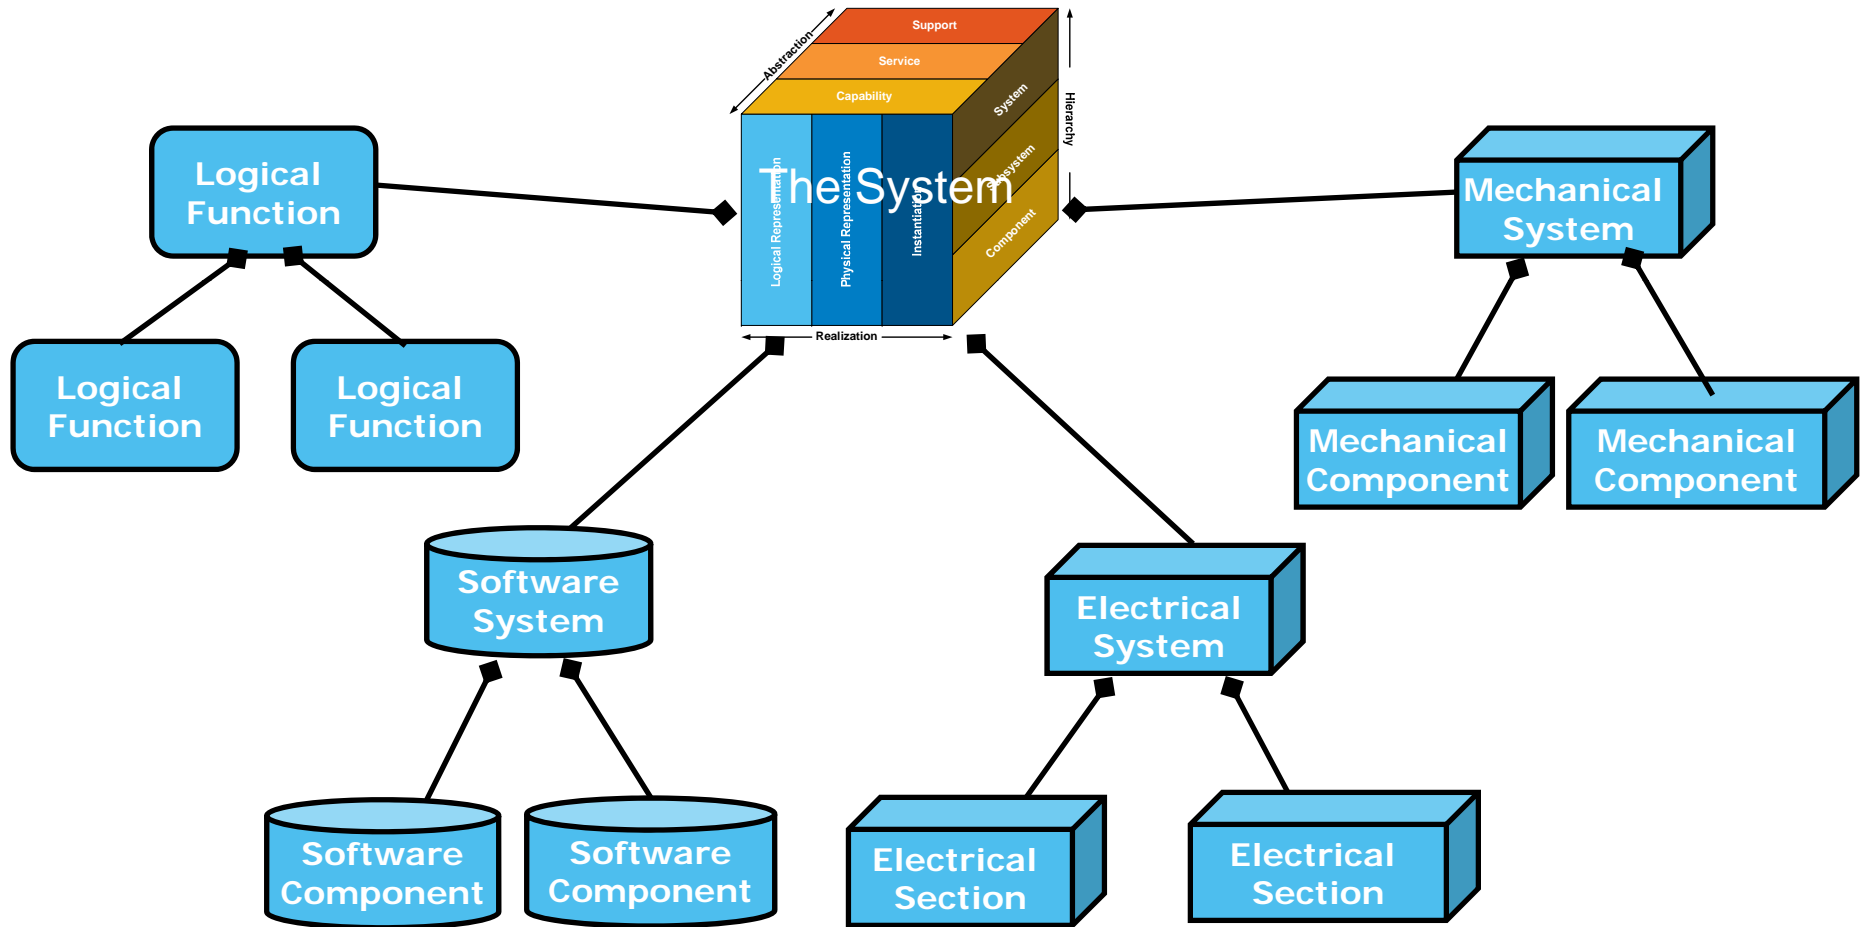 Support
Service
Capability
Abstraction
Hierarchy
System
Subsystem
Component
Logical Representation
Physical Representation
Instantiation
The System
Realization
Logical
Function
Logical
Function
Logical
Function
Mechanical
System
Mechanical
Component
Mechanical
Component
Software
System
Software
Component
Software
Component
Electrical
System
Electrical
Section
Electrical
Section